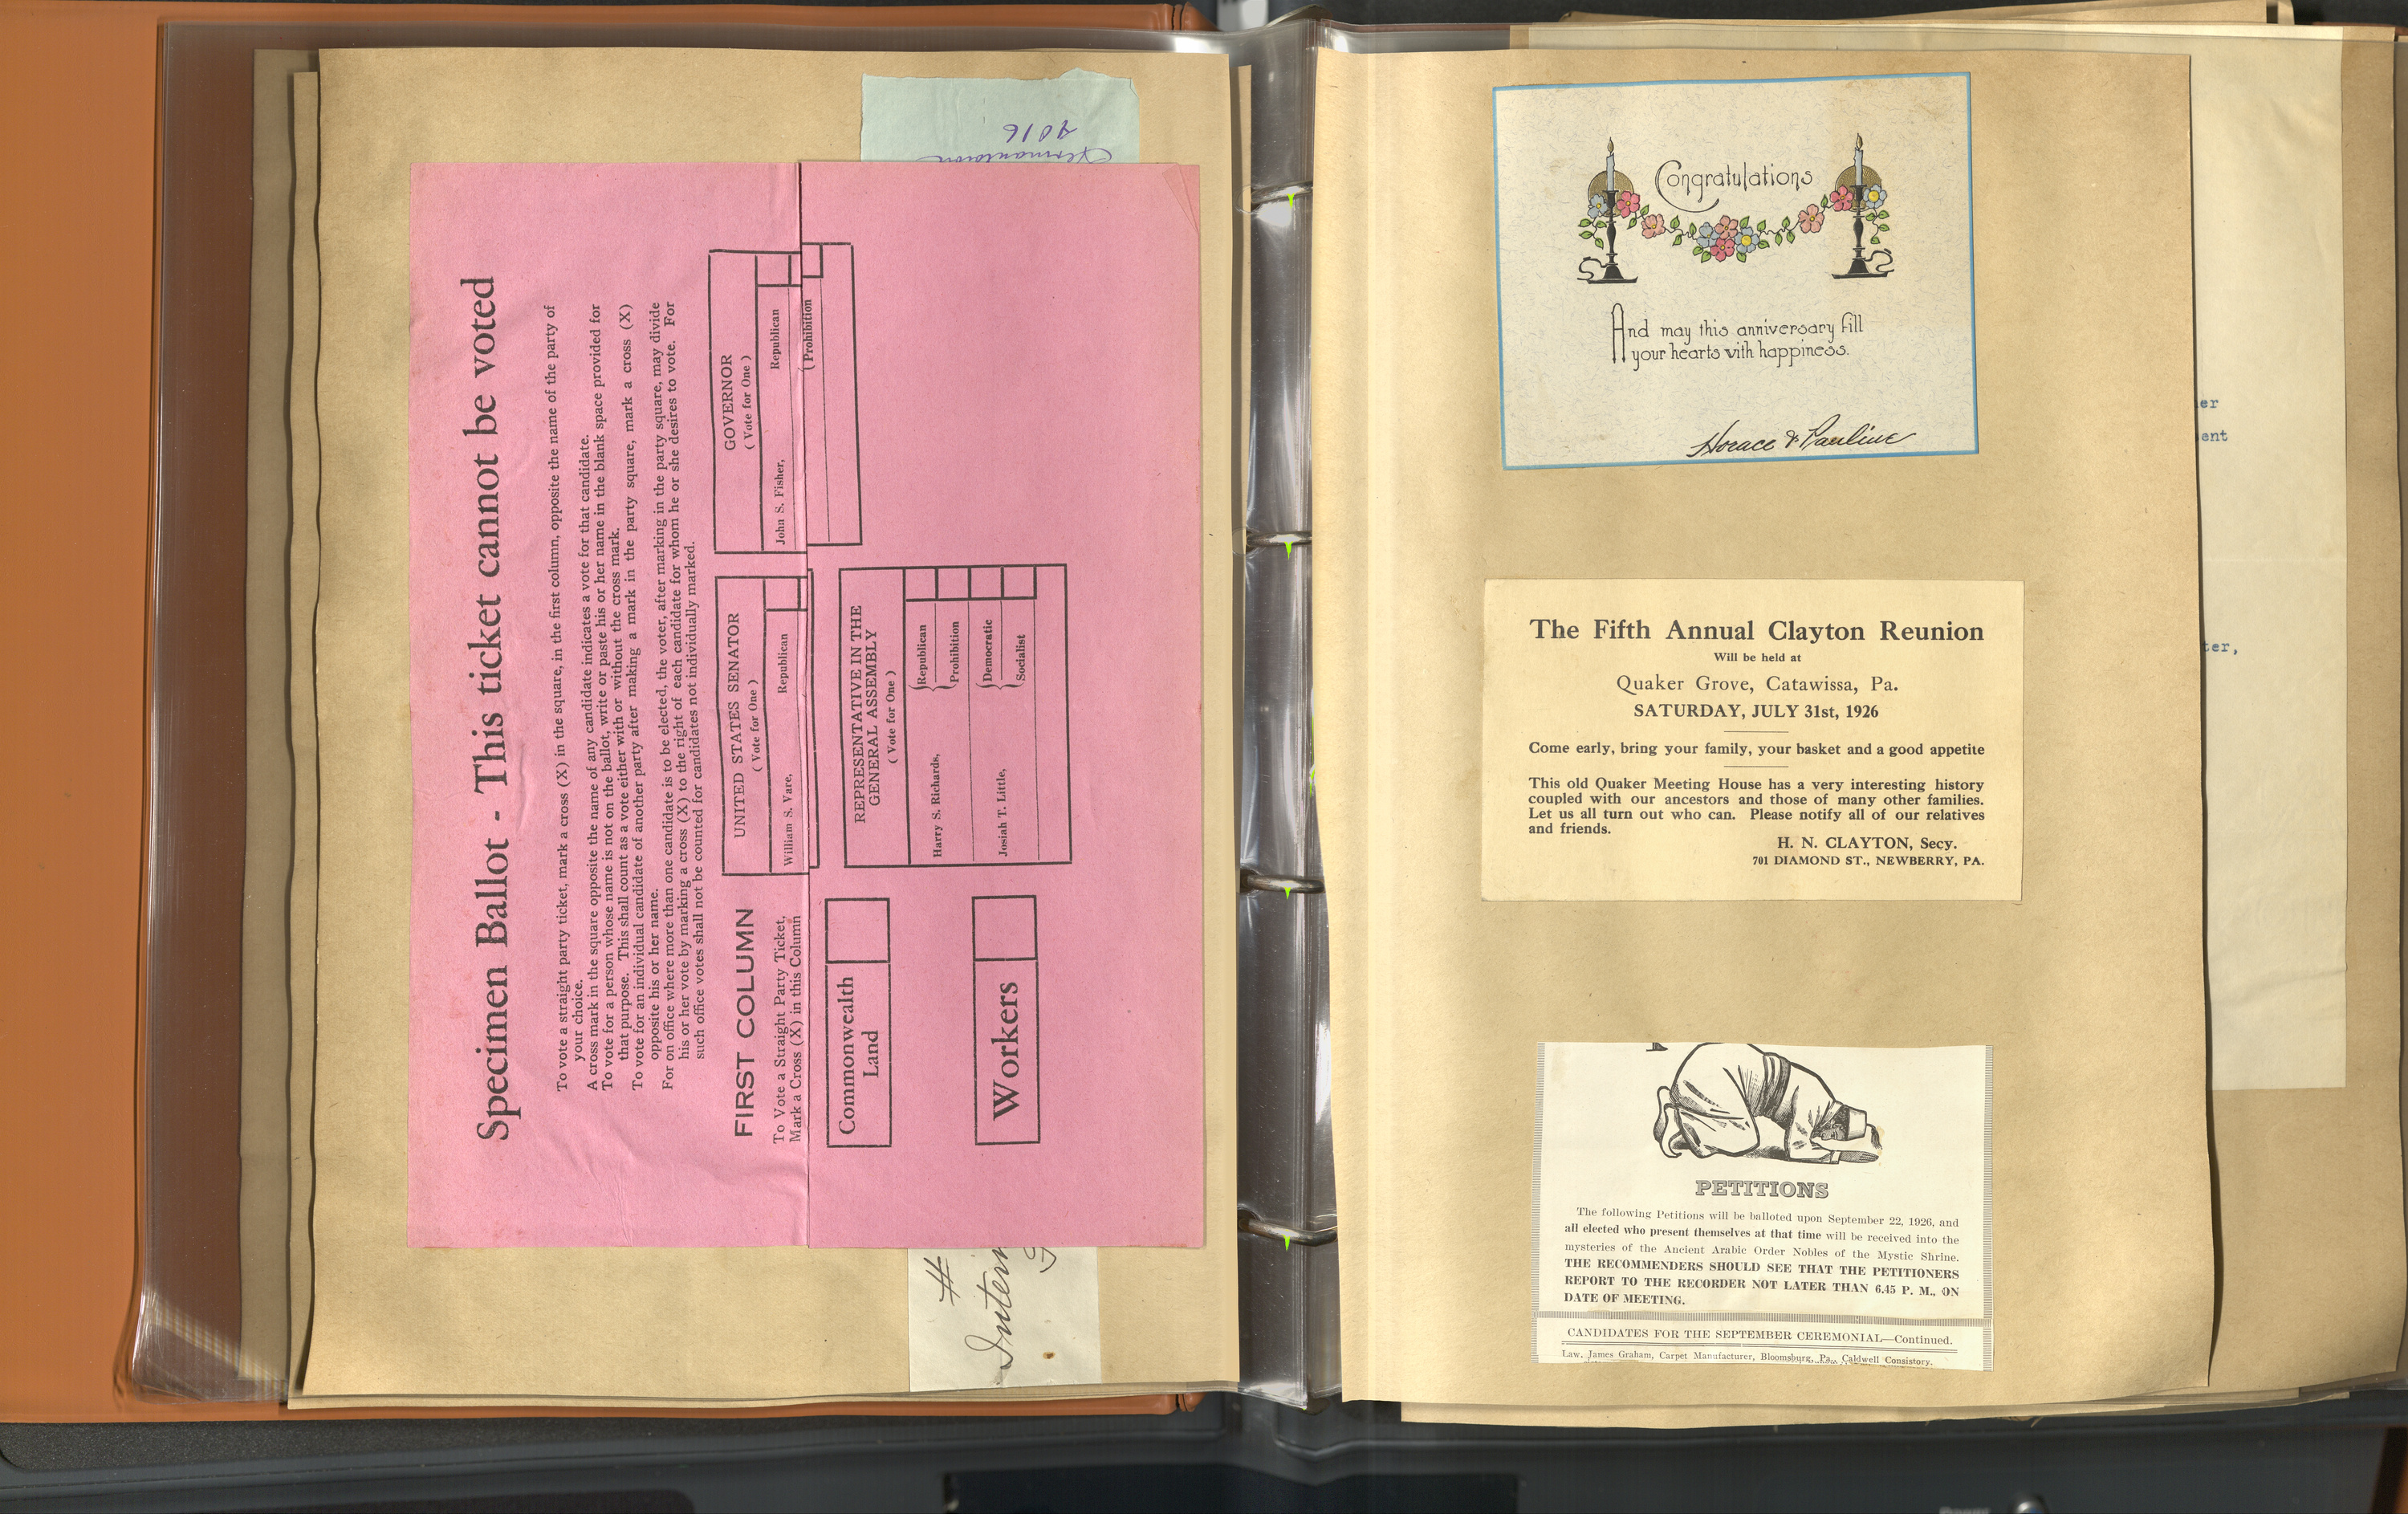 Germantown
4016
Specimen Ballot - This ticket cannot be voted
To vote a straight party ticket, mark a cross (X) in the square, in the first column, opposite the name of the party of
your choice.
A cross mark in the square opposite the name of any candidate indicates a vote for that candidate.
To vote for a person whose name is not on the ballot, write or paste his or her name in the blank space provided for
that purpose. This shall count as a vote either with or without the cross mark.
To vote for an individual candidate of another party after making a mark in the party square, mark a cross (X)
opposite his or her name.
For on office where more than one candidate is to be elected, the voter, after marking in the party square, may divide
his or her vote by marking a cross (X) to the right of each candidate for whom he or she desires to vote. For
such office votes shall not be counted for candidates not individually marked.
FIRST COLUMN
To Vote a Straight Party Ticket,
Mark a Cross (X) in this Column
Commonwealth
Land
Workers
UNITED STATES SENATOR
( Vote for One )
William S. Vare, Republican
REPRESENTATIVE IN THE
GENERAL ASSEMBLY
( Vote for One )
Harry S. Richards, { Republican
Prohibition
Josiah T. Little, { Democratic
Socialist
GOVERNOR
( Vote for One )
John S. Fisher, Republican
( Prohibition
#
Congratulations
And may this anniversary fill
your hearts with happiness.
Horace & Pauline
The Fifth Annual Clayton Reunion
Will be held at
Quaker Grove, Catawissa, Pa.
SATURDAY, JULY 31st, 1926
Come early, bring your family, your basket and a good appetite
This old Quaker Meeting House has a very interesting history
coupled with our ancestors and those of many other families.
Let us all turn out who can. Please notify all of our relatives
and friends.
H. N. CLAYTON, Secy.
701 DIAMOND ST., NEWBERRY, PA.
PETITIONS
The following Petitions will be balloted upon September 22, 1926, and
all elected who present themselves at that time will be received into the
mysteries of the Ancient Arabic Order Nobles of the Mystic Shrine.
THE RECOMMENDERS SHOULD SEE THAT THE PETITIONERS
REPORT TO THE RECORDER NOT LATER THAN 6.45 P. M., ON
DATE OF MEETING.
CANDIDATES FOR THE SEPTEMBER CEREMONIAL—Continued.
Law, James Graham, Carpet Manufacturer, Bloomsburg, Pa., Caldwell Consistory.
er
ent
ter,